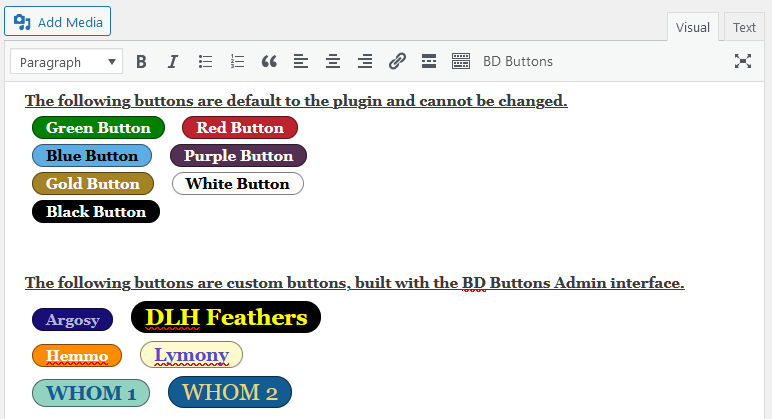 Add Media
Visual Text
Paragraph B I BD Buttons
The following buttons are default to the plugin and cannot be changed.
Green Button Red Button
Blue Button Purple Button
Gold Button White Button
Black Button
The following buttons are custom buttons, built with the BD Buttons Admin interface.
Argosy DLH Feathers
Hemmo Lymony
WHOM 1 WHOM 2